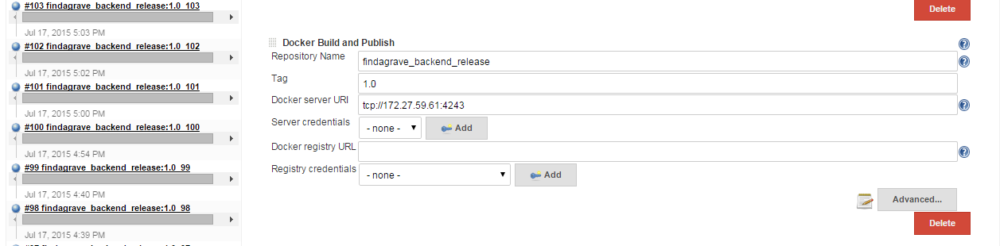 #103 findagrave_backend_release:1.0_103
Jul 17, 2015 5:03 PM
#102 findagrave_backend_release:1.0_102
Jul 17, 2015 5:02 PM
#101 findagrave_backend_release:1.0_101
Jul 17, 2015 5:00 PM
#100 findagrave_backend_release:1.0_100
Jul 17, 2015 4:54 PM
#99 findagrave_backend_release:1.0_99
Jul 17, 2015 4:40 PM
#98 findagrave_backend_release:1.0_98
Jul 17, 2015 4:39 PM
Delete
Docker Build and Publish
Repository Name findagrave_backend_release
Tag 1.0
Docker server URI tcp://172.27.59.61:4243
Server credentials - none - Add
Docker registry URL
Registry credentials - none - Add
Advanced...
Delete